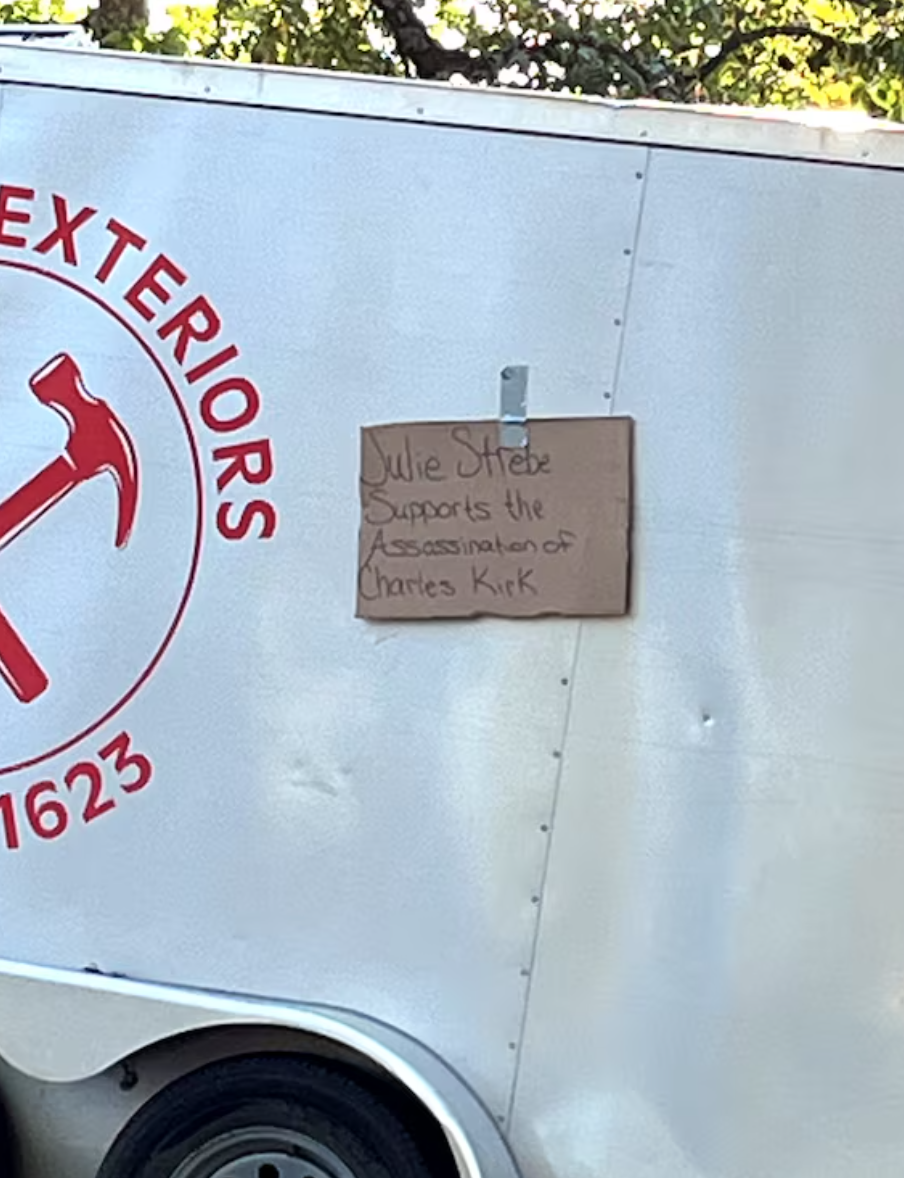 EXTERIORS
1623
Julie Strebe
Supports the
Assassination of
Charles Kirk